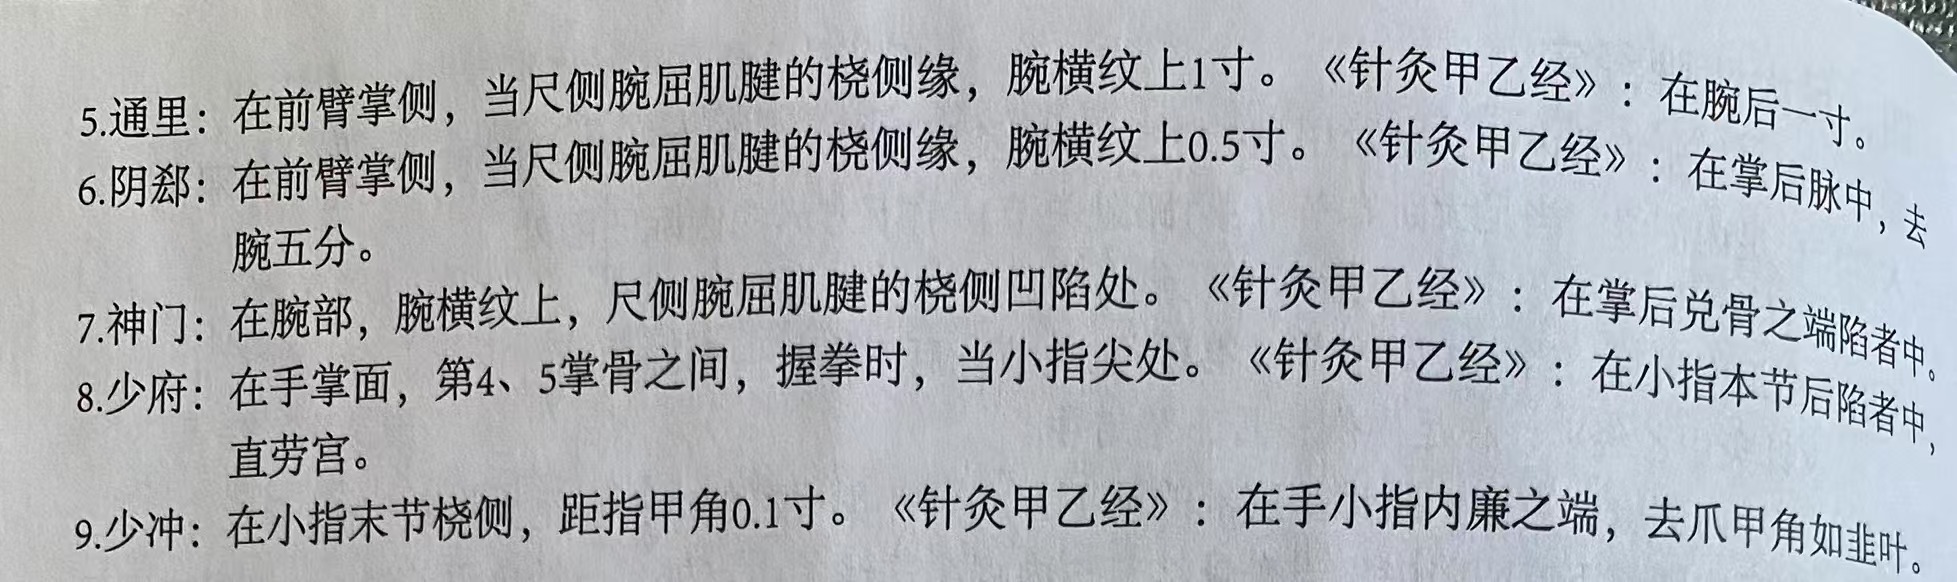 5.通里：在前臂掌侧，当尺侧腕屈肌腱的桡侧缘，腕横纹上1寸。《针灸甲乙经》：在腕后一寸。
6.阴郄：在前臂掌侧，当尺侧腕屈肌腱的桡侧缘，腕横纹上0.5寸。《针灸甲乙经》：在掌后脉中，去
腕五分。
7.神门：在腕部，腕横纹上，尺侧腕屈肌腱的桡侧凹陷处。《针灸甲乙经》：在掌后兑骨之端陷者中。
8.少府：在手掌面，第4、5掌骨之间，握拳时，当小指尖处。《针灸甲乙经》：在小指本节后陷者中，
直劳宫。
9.少冲：在小指末节桡侧，距指甲角0.1寸。《针灸甲乙经》：在手小指内廉之端，去爪甲角如韭叶。